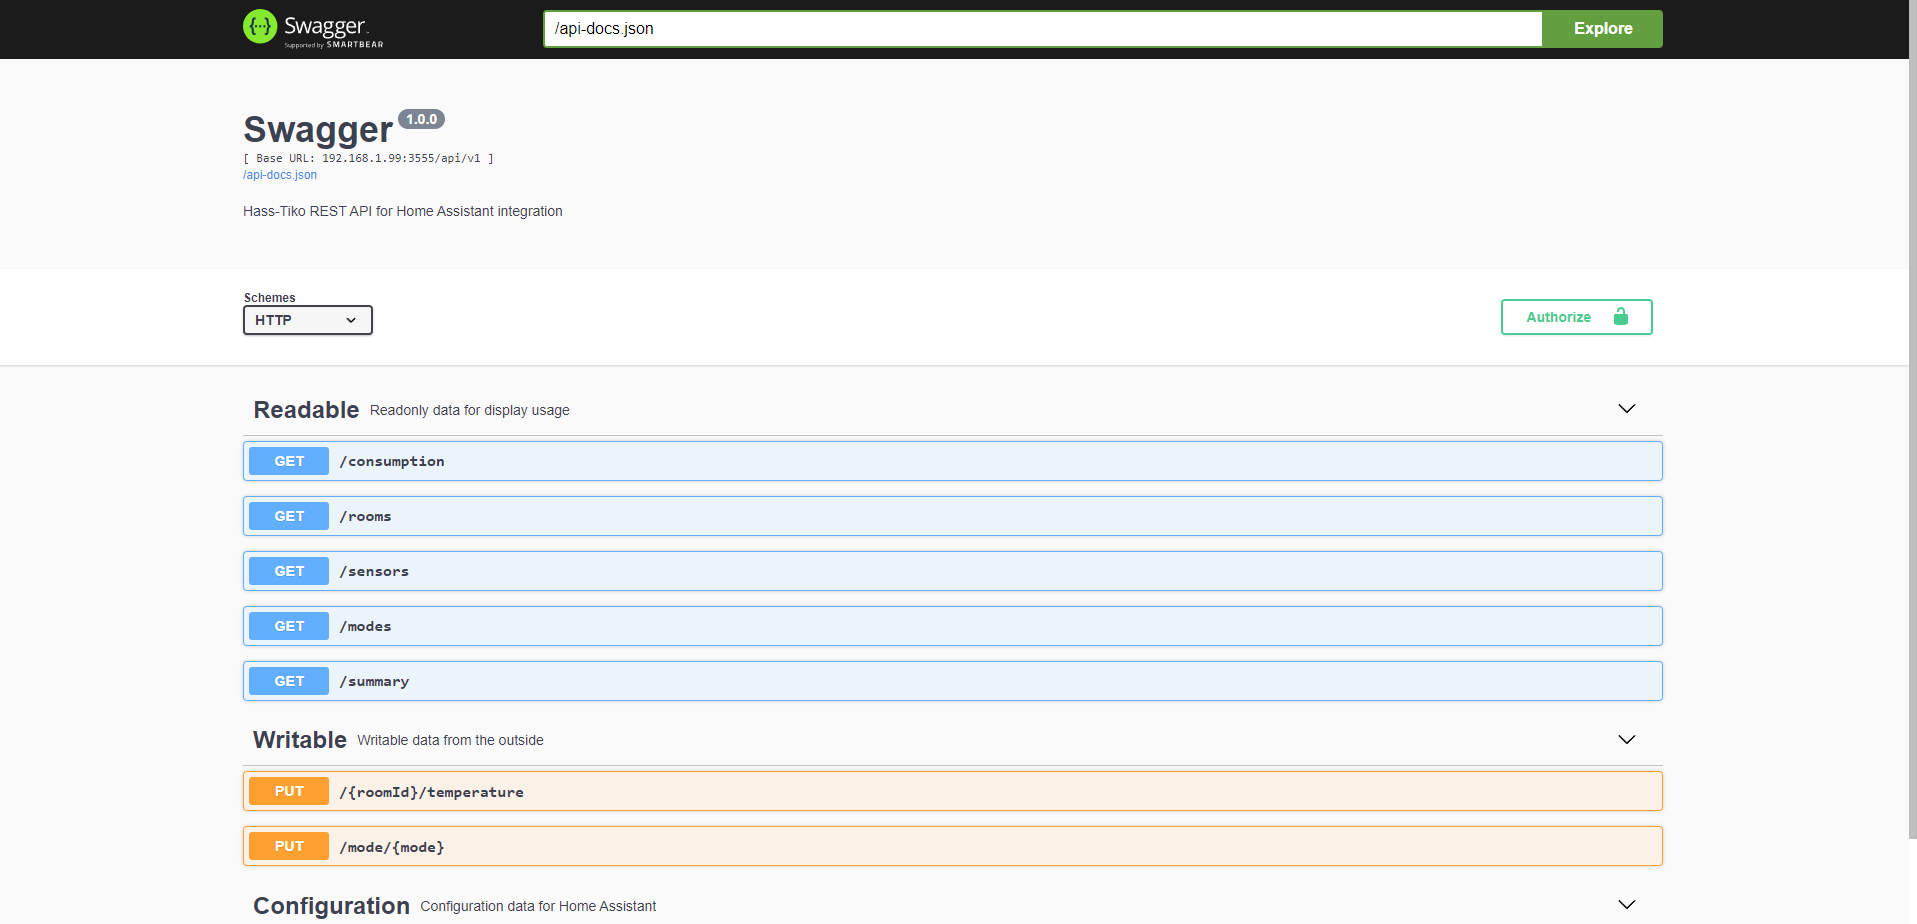 Swagger
Supported by SMARTBEAR
/api-docs.json
Explore
Swagger 1.0.0
[ Base URL: 192.168.1.99:3555/api/v1 ]
/api-docs.json
Hass-Tiko REST API for Home Assistant integration
Schemes
HTTP
Authorize
Readable Readonly data for display usage
GET /consumption
GET /rooms
GET /sensors
GET /modes
GET /summary
Writable Writable data from the outside
PUT /{roomId}/temperature
PUT /mode/{mode}
Configuration Configuration data for Home Assistant